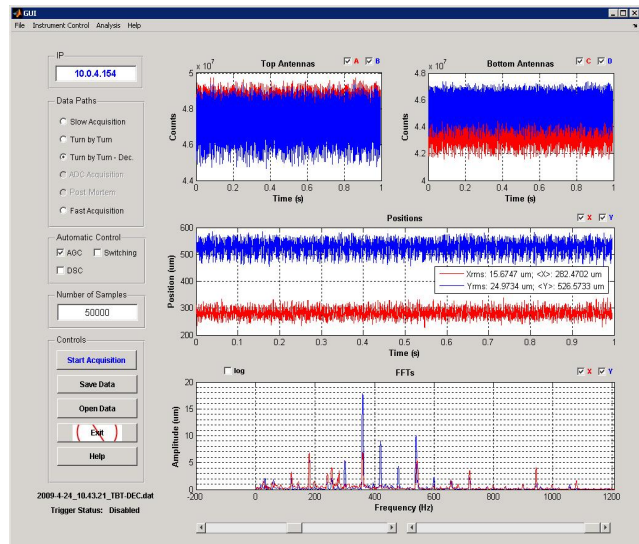 GUI
File Instrument Control Analysis Help
IP
10.0.4.154
Data Paths
Slow Acquisition
Turn by Turn
Turn by Turn - Dec.
ADC Acquisition
Post Mortem
Fast Acquisition
Automatic Control
AGC Switching
DSC
Number of Samples
50000
Controls
Start Acquisition
Save Data
Open Data
Exit
Help
2009-4-24_10.43.21_TBT-DEC.dat
Trigger Status: Disabled
x 10^7 Top Antennas A B
5
4.8
4.6
4.4
Counts
0 0.2 0.4 0.6 0.8 1
Time (s)
x 10^7 Bottom Antennas C D
4.8
4.6
4.4
4.2
4
Counts
0 0.2 0.4 0.6 0.8 1
Time (s)
Positions X Y
600
500
400
300
200
Position (um)
Xrms: 15.6747 um; <X>: 282.4702 um
Yrms: 24.9734 um; <Y>: 526.5733 um
0 0.1 0.2 0.3 0.4 0.5 0.6 0.7 0.8 0.9 1
Time (s)
log FFTs X Y
20
15
10
5
0
Amplitude (um)
-200 0 200 400 600 800 1000 1200
Frequency (Hz)